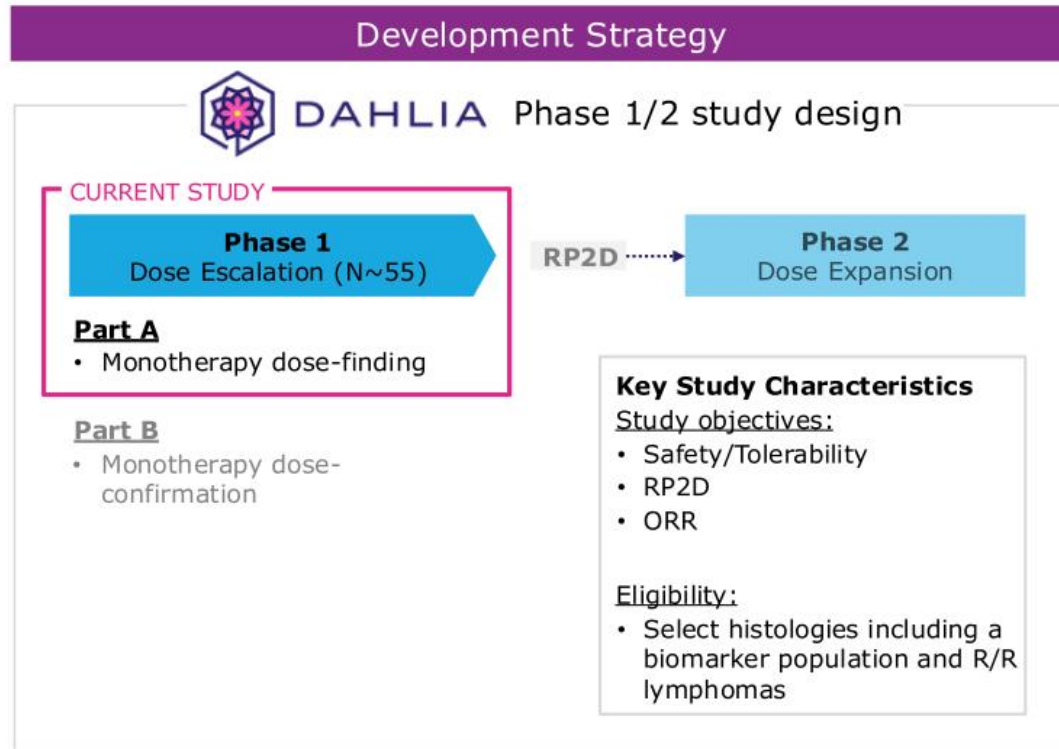 Development Strategy
DAHLIA Phase 1/2 study design
CURRENT STUDY
Phase 1
Dose Escalation (N~55)
RP2D
Phase 2
Dose Expansion
Part A
• Monotherapy dose-finding
Part B
• Monotherapy dose-
confirmation
Key Study Characteristics
Study objectives:
• Safety/Tolerability
• RP2D
• ORR
Eligibility:
• Select histologies including a
biomarker population and R/R
lymphomas